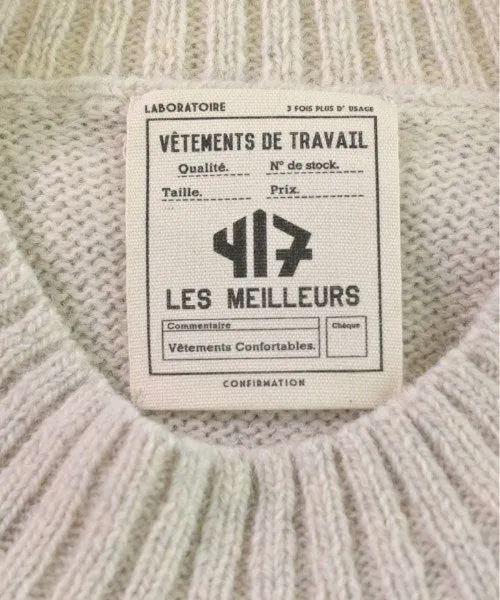 LABORATOIRE 3 FOIS PLUS D' USAGE
VÊTEMENTS DE TRAVAIL
Qualité. Nº de stock.
Taille. Prix.
417
LES MEILLEURS
Commentaire Chèque
Vêtements Confortables.
CONFIRMATION